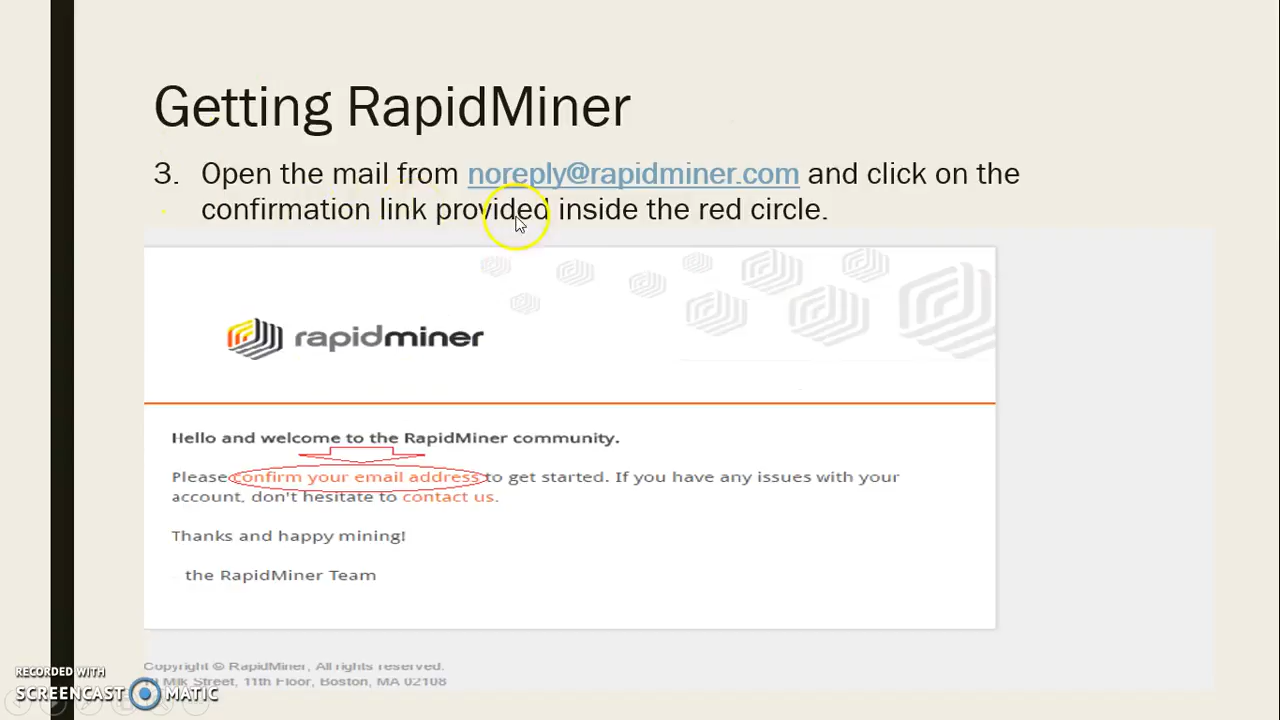 Getting RapidMiner
3. Open the mail from noreply@rapidminer.com and click on the
confirmation link provided inside the red circle.
rapidminer
Hello and welcome to the RapidMiner community.
Please confirm your email address to get started. If you have any issues with your
account, don't hesitate to contact us.
Thanks and happy mining!
the RapidMiner Team
Copyright © RapidMiner, All rights reserved.
Milk Street, 11th Floor, Boston, MA 02108
RECORDED WITH
SCREENCAST MATIC